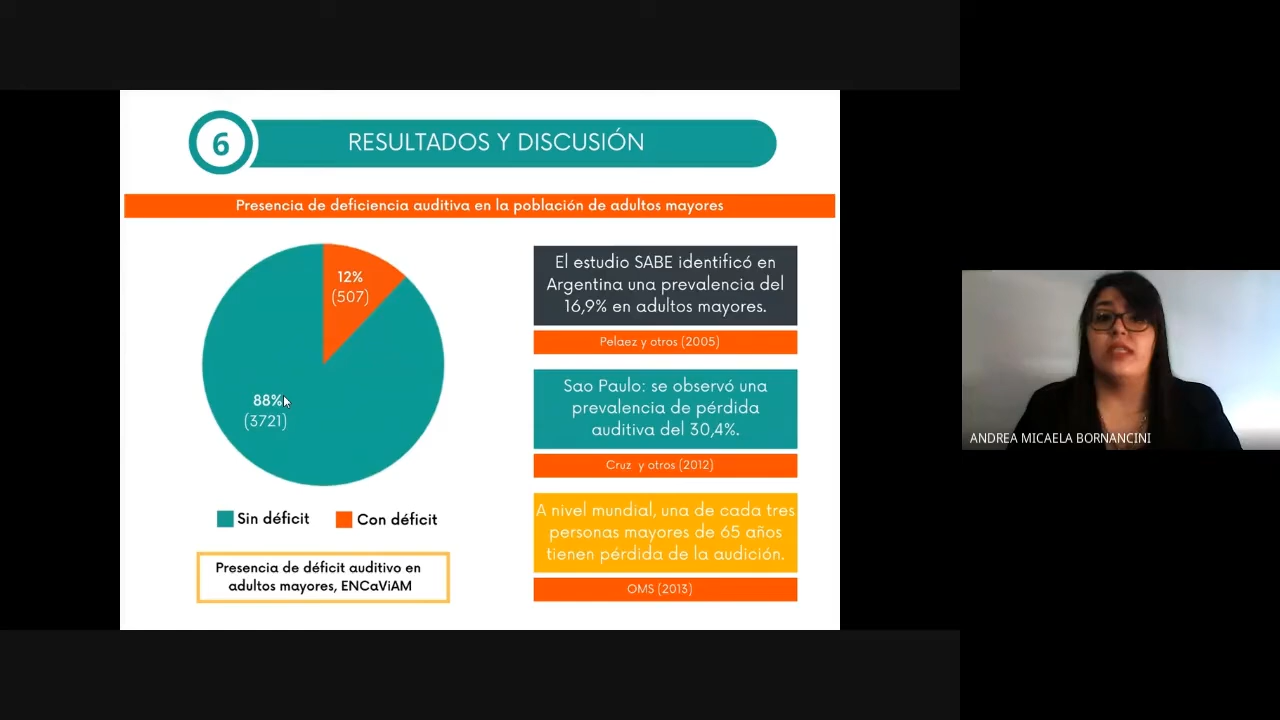 6
RESULTADOS Y DISCUSIÓN
Presencia de deficiencia auditiva en la población de adultos mayores
12%
(507)
88%
(3721)
Sin déficit
Con déficit
Presencia de déficit auditivo en
adultos mayores, ENCaViAM
El estudio SABE identificó en
Argentina una prevalencia del
16,9% en adultos mayores.
Pelaez y otros (2005)
Sao Paulo: se observó una
prevalencia de pérdida
auditiva del 30,4%.
Cruz y otros (2012)
A nivel mundial, una de cada tres
personas mayores de 65 años
tienen pérdida de la audición.
OMS (2013)
ANDREA MICAELA BORNANCINI